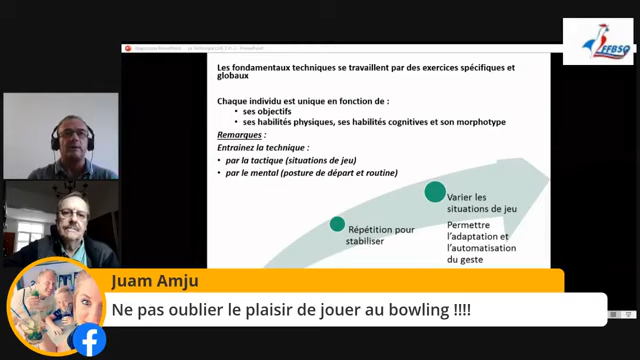 FFBSQ
Les fondamentaux techniques se travaillent par des exercices spécifiques et
globaux
Chaque individu est unique en fonction de :
• ses objectifs
• ses habilités physiques, ses habilités cognitives et son morphotype
Remarques :
Entrainez la technique :
• par la tactique (situations de jeu)
• par le mental (posture de départ et routine)
Varier les
situations de jeu
Répétition pour
stabiliser
Permettre
l'adaptation et
l'automatisation
du geste
Juam Amju
Ne pas oublier le plaisir de jouer au bowling !!!!